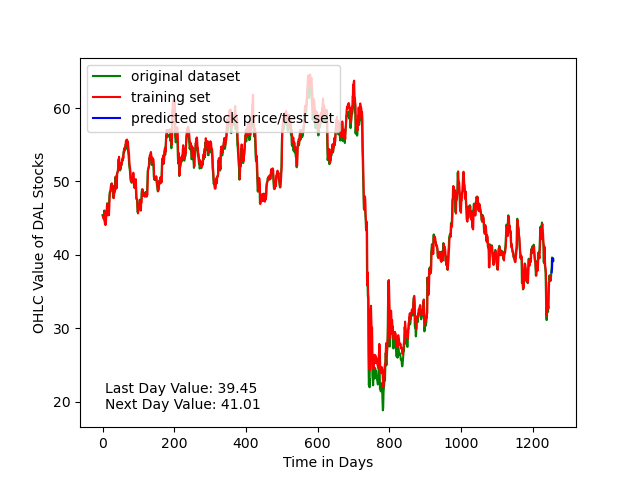 original dataset
training set
predicted stock price/test set
60
50
40
30
20
OHLC Value of DAL Stocks
Last Day Value: 39.45
Next Day Value: 41.01
0 200 400 600 800 1000 1200
Time in Days